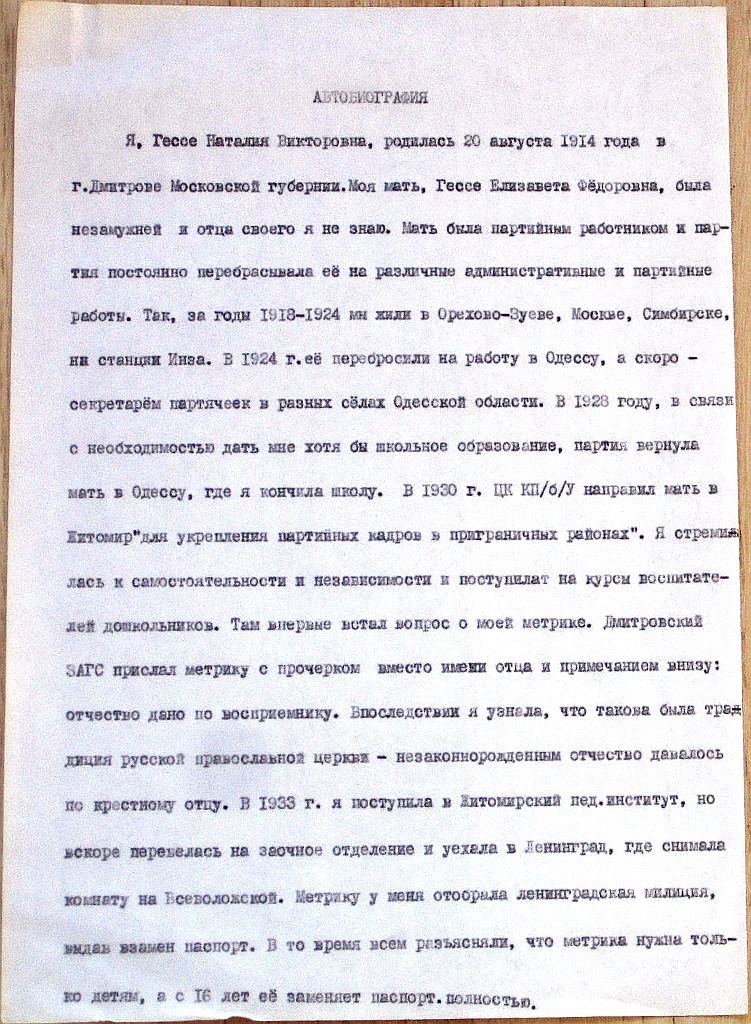 АВТОБИОГРАФИЯ
Я, Гессе Наталия Викторовна, родилась 20 августа 1914 года в
г.Дмитрове Московской губернии.Моя мать, Гессе Елизавета Фёдоровна, была
незамужней и отца своего я не знаю. Мать была партийным работником и пар-
тия постоянно перебрасывала её на различные административные и партийные
работы. Так, за годы 1918-1924 мы жили в Орехово-Зуеве, Москве, Симбирске,
на станции Инза. В 1924 г.её перебросили на работу в Одессу, а скоро -
секретарём партячеек в разных сёлах Одесской области. В 1928 году, в связи
с необходимостью дать мне хотя бы школьное образование, партия вернула
мать в Одессу, где я кончила школу. В 1930 г. ЦК КП/б/У направил мать в
Житомир"для укрепления партийных кадров в приграничных районах". Я стреми
лась к самостоятельности и независимости и поступилат на курсы воспитате-
лей дошкольников. Там впервые встал вопрос о моей метрике. Дмитровский
ЗАГС прислал метрику с прочерком вместо имени отца и примечанием внизу:
отчество дано по восприемнику. Впоследствии я узнала, что такова была тра
диция русской православной церкви - незаконнорожденным отчество давалось
по крестному отцу. В 1933 г. я поступила в Житомирский пед.институт, но
вскоре перевелась на заочное отделение и уехала в Ленинград, где снимала
комнату на Всеволожской. Метрику у меня отобрала ленинградская милиция,
выдав взамен паспорт. В то время всем разъясняли, что метрика нужна толь-
ко детям, а с 16 лет её заменяет паспорт.полностью.